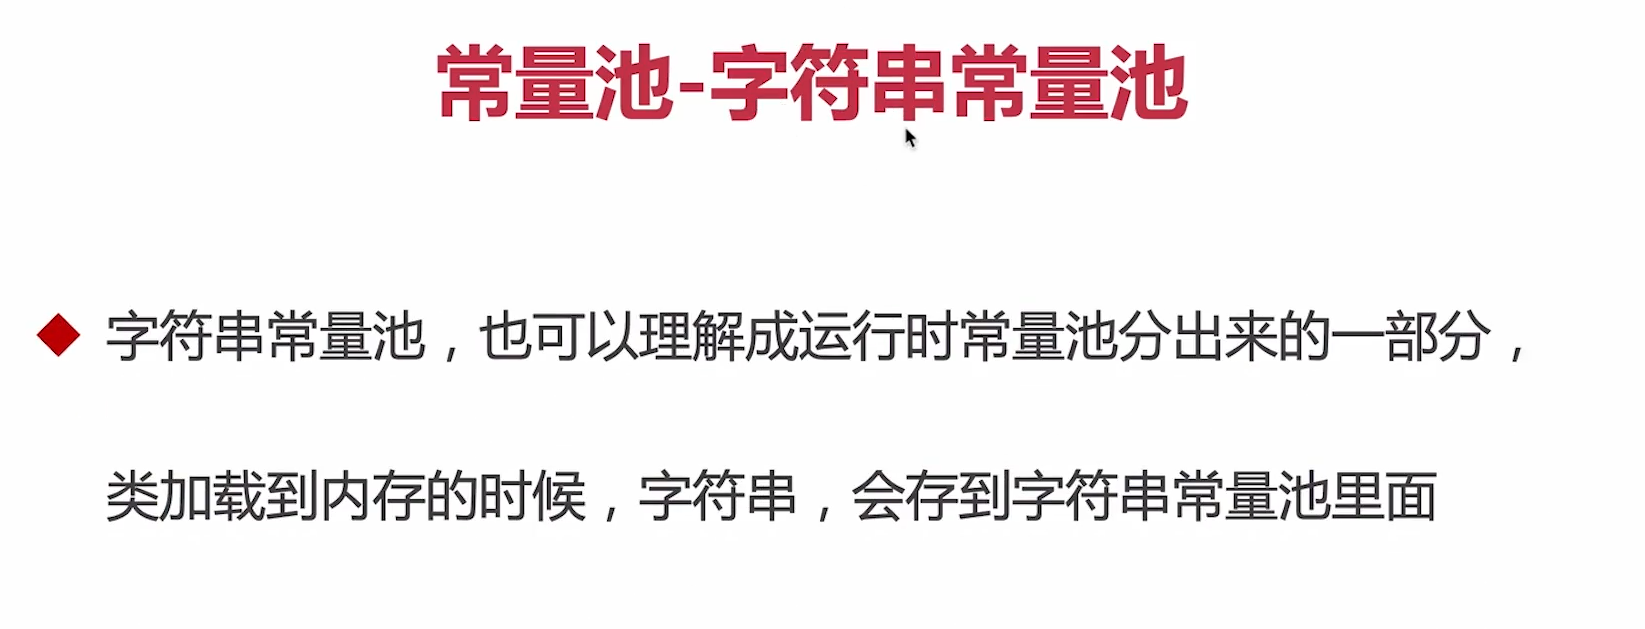 常量池-字符串常量池
字符串常量池，也可以理解成运行时常量池分出来的一部分，
类加载到内存的时候，字符串，会存到字符串常量池里面